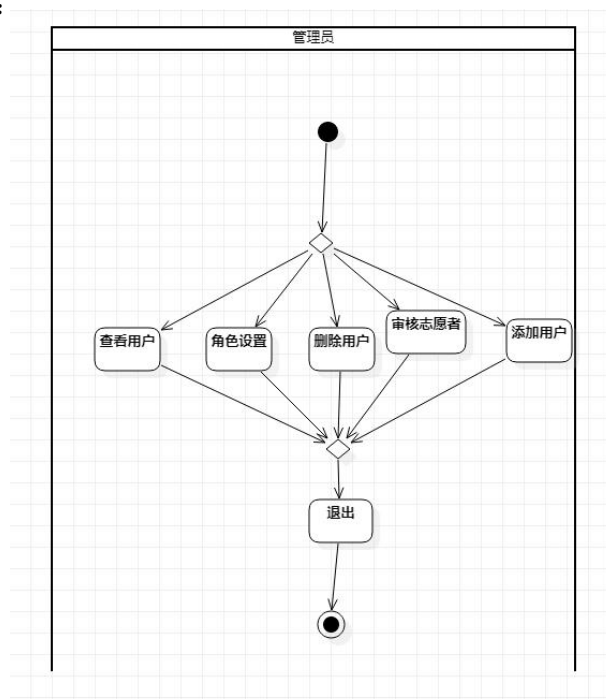 管理员
查看用户
角色设置
删除用户
审核志愿者
添加用户
退出